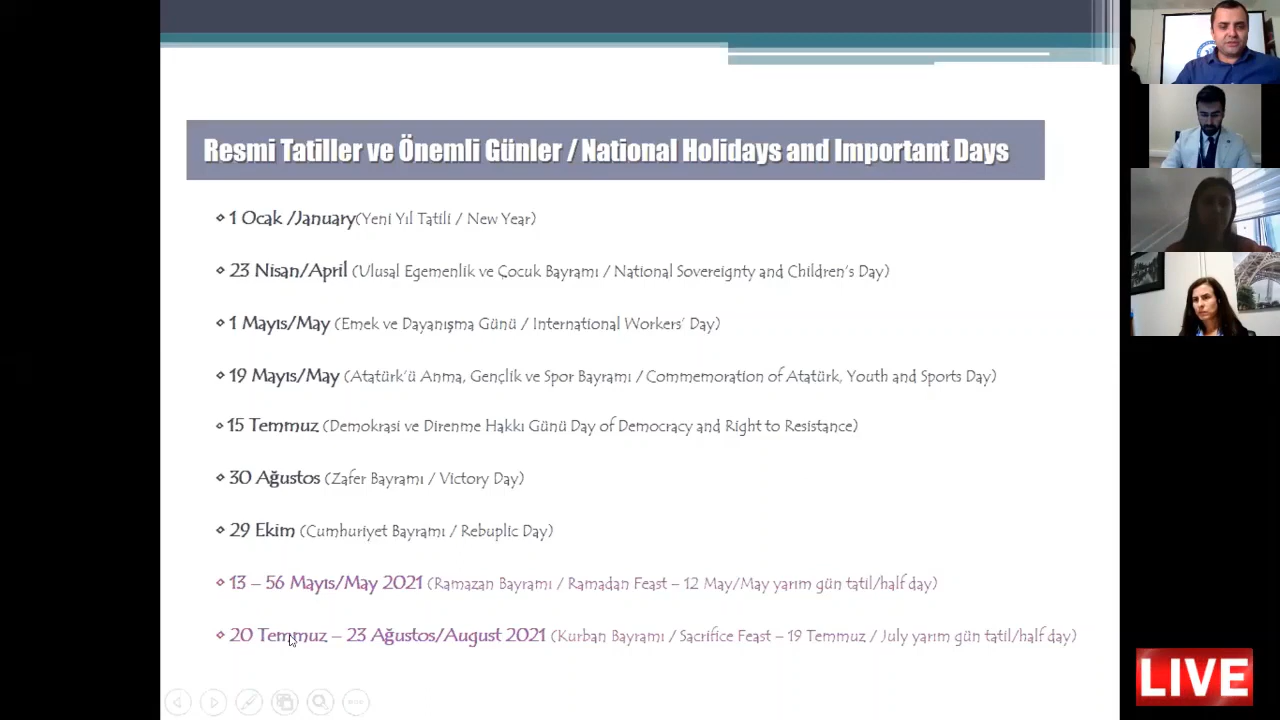 Resmi Tatiller ve Önemli Günler / National Holidays and Important Days
1 Ocak /January(Yeni Yıl Tatili / New Year)
23 Nisan/April (Ulusal Egemenlik ve Çocuk Bayramı / National Sovereignty and Children's Day)
1 Mayıs/May (Emek ve Dayanışma Günü / International Workers' Day)
19 Mayıs/May (Atatürk'ü Anma, Gençlik ve Spor Bayramı / Commemoration of Atatürk, Youth and Sports Day)
15 Temmuz (Demokrasi ve Direnme Hakkı Günü Day of Democracy and Right to Resistance)
30 Ağustos (Zafer Bayramı / Victory Day)
29 Ekim (Cumhuriyet Bayramı / Rebuplic Day)
13 – 56 Mayıs/May 2021 (Ramazan Bayramı / Ramadan Feast – 12 May/May yarım gün tatil/half day)
20 Temmuz – 23 Ağustos/August 2021 (Kurban Bayramı / Sacrifice Feast – 19 Temmuz / July yarım gün tatil/half day)
LIVE